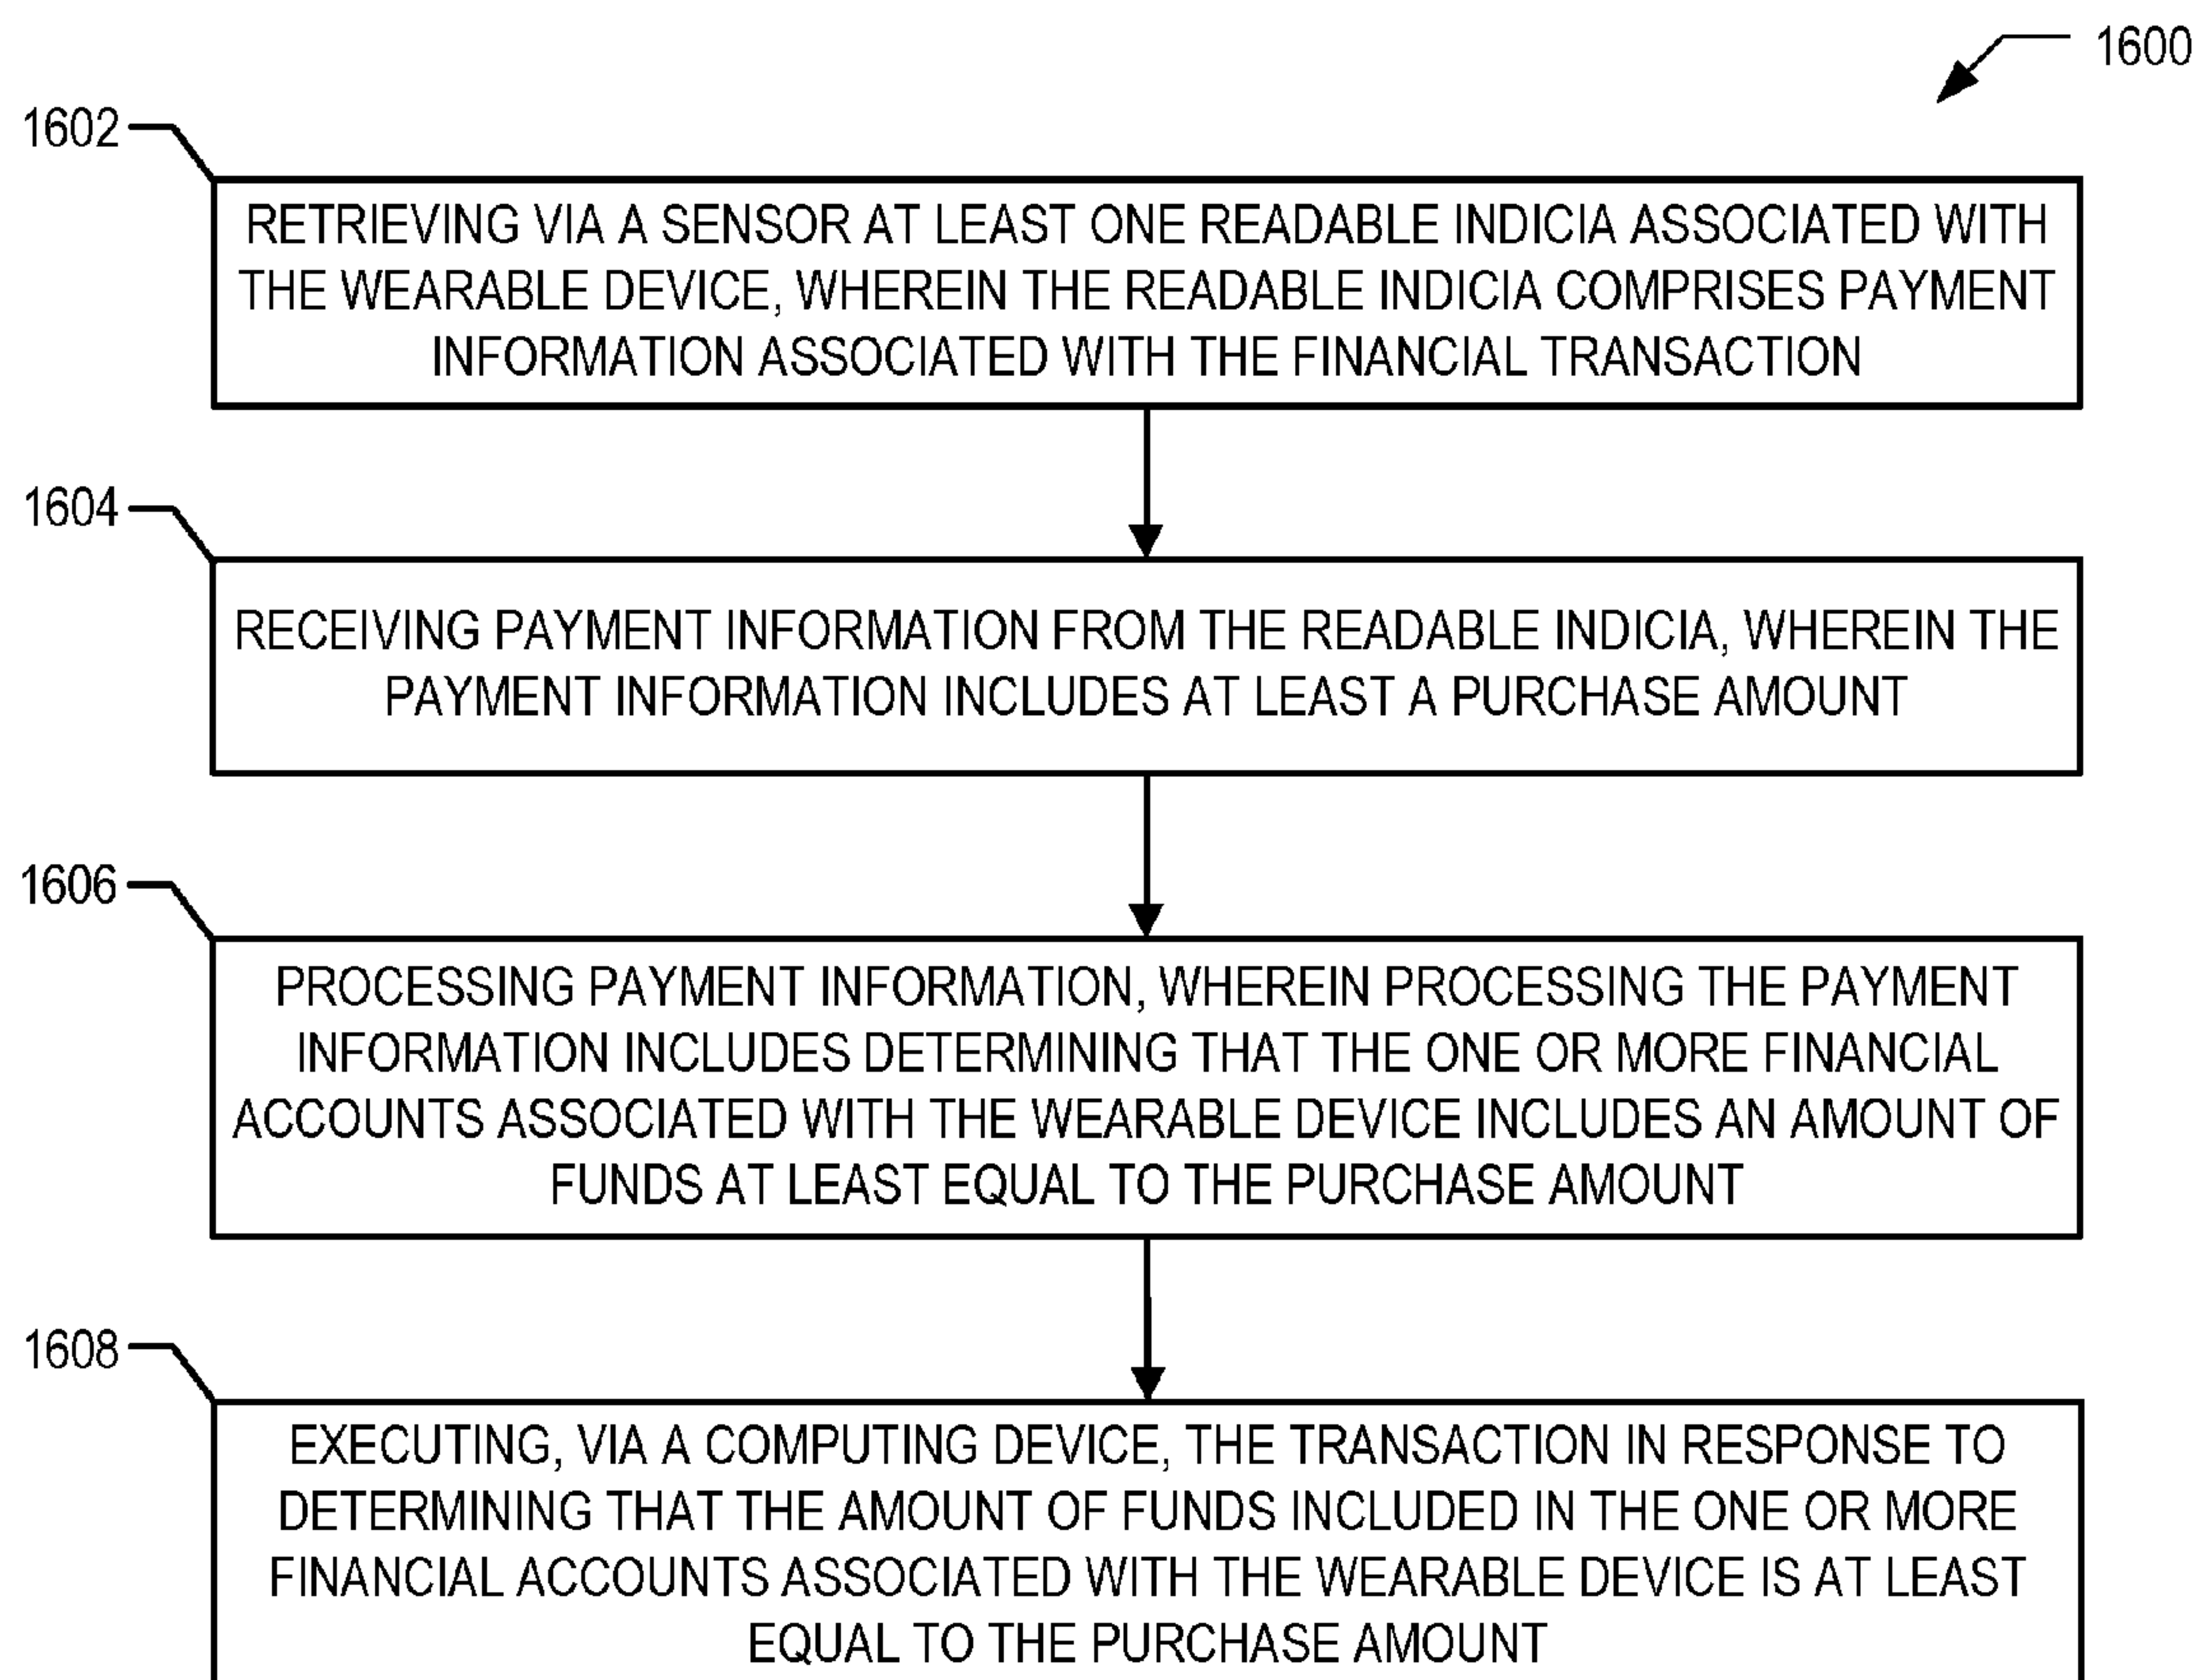 1600
1602
RETRIEVING VIA A SENSOR AT LEAST ONE READABLE INDICIA ASSOCIATED WITH
THE WEARABLE DEVICE, WHEREIN THE READABLE INDICIA COMPRISES PAYMENT
INFORMATION ASSOCIATED WITH THE FINANCIAL TRANSACTION
1604
RECEIVING PAYMENT INFORMATION FROM THE READABLE INDICIA, WHEREIN THE
PAYMENT INFORMATION INCLUDES AT LEAST A PURCHASE AMOUNT
1606
PROCESSING PAYMENT INFORMATION, WHEREIN PROCESSING THE PAYMENT
INFORMATION INCLUDES DETERMINING THAT THE ONE OR MORE FINANCIAL
ACCOUNTS ASSOCIATED WITH THE WEARABLE DEVICE INCLUDES AN AMOUNT OF
FUNDS AT LEAST EQUAL TO THE PURCHASE AMOUNT
1608
EXECUTING, VIA A COMPUTING DEVICE, THE TRANSACTION IN RESPONSE TO
DETERMINING THAT THE AMOUNT OF FUNDS INCLUDED IN THE ONE OR MORE
FINANCIAL ACCOUNTS ASSOCIATED WITH THE WEARABLE DEVICE IS AT LEAST
EQUAL TO THE PURCHASE AMOUNT